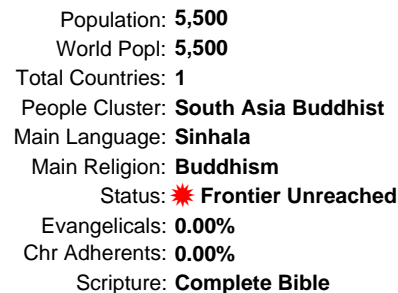 Population: 5,500
World Popl: 5,500
Total Countries: 1
People Cluster: South Asia Buddhist
Main Language: Sinhala
Main Religion: Buddhism
Status: Frontier Unreached
Evangelicals: 0.00%
Chr Adherents: 0.00%
Scripture: Complete Bible